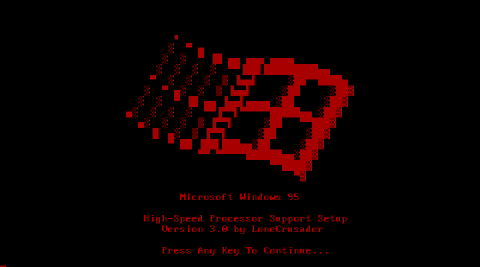 Microsoft Windows 95
High-Speed Processor Support Setup
Version 3.0 by LoneCrusader
Press Any Key To Continue...